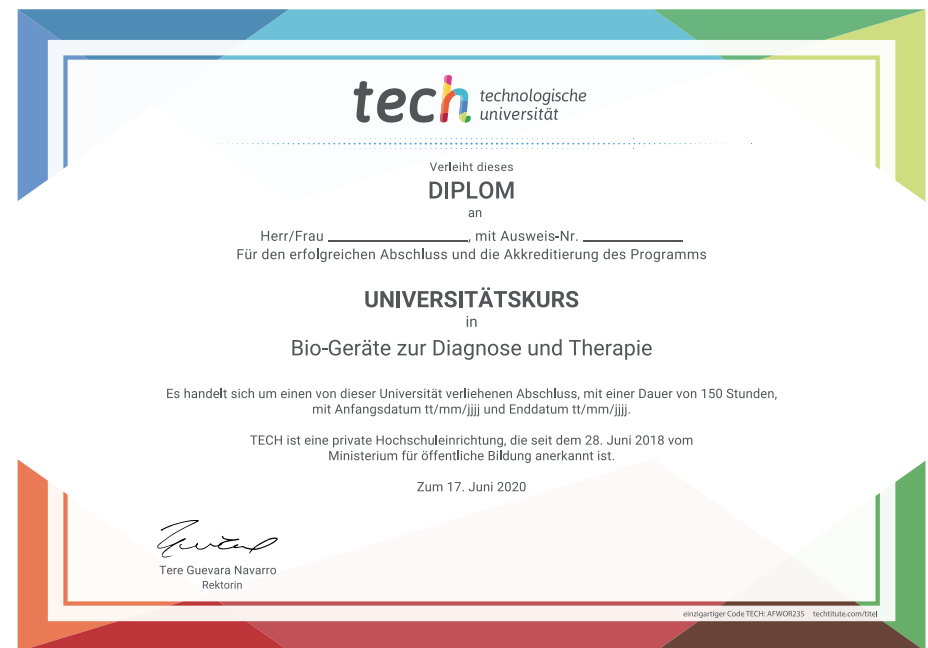 tech technologische
universität
Verleiht dieses
DIPLOM
an
Herr/Frau ____________________, mit Ausweis-Nr. ______________
Für den erfolgreichen Abschluss und die Akkreditierung des Programms
UNIVERSITÄTSKURS
in
Bio-Geräte zur Diagnose und Therapie
Es handelt sich um einen von dieser Universität verliehenen Abschluss, mit einer Dauer von 150 Stunden,
mit Anfangsdatum tt/mm/jjjj und Enddatum tt/mm/jjjj.
TECH ist eine private Hochschuleinrichtung, die seit dem 28. Juni 2018 vom
Ministerium für öffentliche Bildung anerkannt ist.
Zum 17. Juni 2020
Tere Guevara Navarro
Rektorin
einzigartiger Code TECH: AFWOR23S techtitute.com/titel